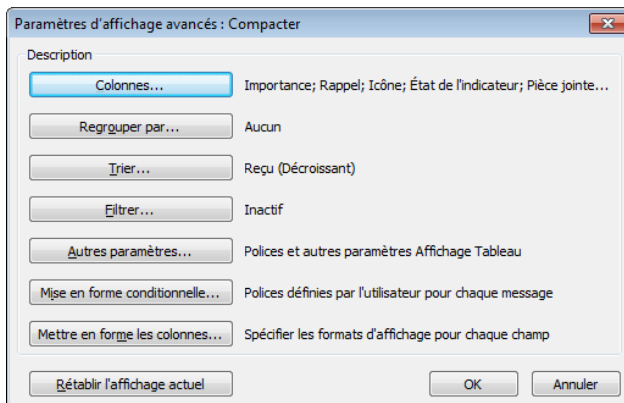 Paramètres d'affichage avancés : Compacter
Description
Colonnes... Importance; Rappel; Icône; État de l'indicateur; Pièce jointe...
Regrouper par... Aucun
Trier... Reçu (Décroissant)
Filtrer... Inactif
Autres paramètres... Polices et autres paramètres Affichage Tableau
Mise en forme conditionnelle... Polices définies par l'utilisateur pour chaque message
Mettre en forme les colonnes... Spécifier les formats d'affichage pour chaque champ
Rétablir l'affichage actuel OK Annuler